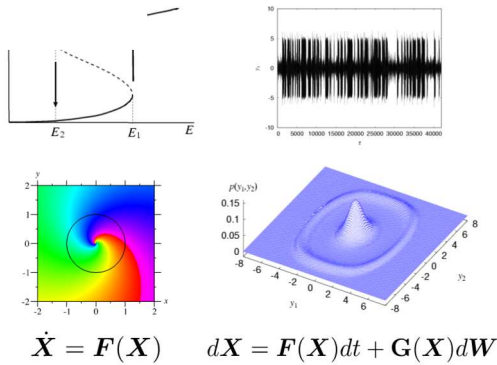 E₂ E₁ E
10
5
0
-5
-10
0 5000 10000 15000 20000 25000 30000 35000 40000
τ
y
2
1
0
-1
-2
-2 -1 0 1 2 x
p(y₁,y₂)
0.15
0.1
0.05
0
-8 -6 -4 -2 0 2 4 6
y₁
-8 -6 -4 -2 0 2 4 6 8
y₂
Ẋ = F(X) dX = F(X)dt + G(X)dW